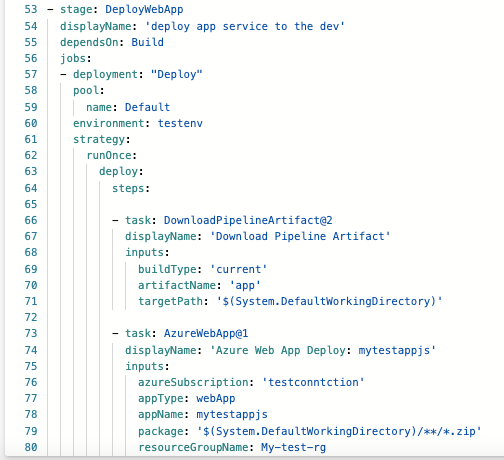 53 - stage: DeployWebApp
54 displayName: 'deploy app service to the dev'
55 dependsOn: Build
56 jobs:
57 - deployment: "Deploy"
58 pool:
59 name: Default
60 environment: testenv
61 strategy:
62 runOnce:
63 deploy:
64 steps:
65
66 - task: DownloadPipelineArtifact@2
67 displayName: 'Download Pipeline Artifact'
68 inputs:
69 buildType: 'current'
70 artifactName: 'app'
71 targetPath: '$(System.DefaultWorkingDirectory)'
72
73 - task: AzureWebApp@1
74 displayName: 'Azure Web App Deploy: mytestappjs'
75 inputs:
76 azureSubscription: 'testconntction'
77 appType: webApp
78 appName: mytestappjs
79 package: '$(System.DefaultWorkingDirectory)/**/*.zip'
80 resourceGroupName: My-test-rg